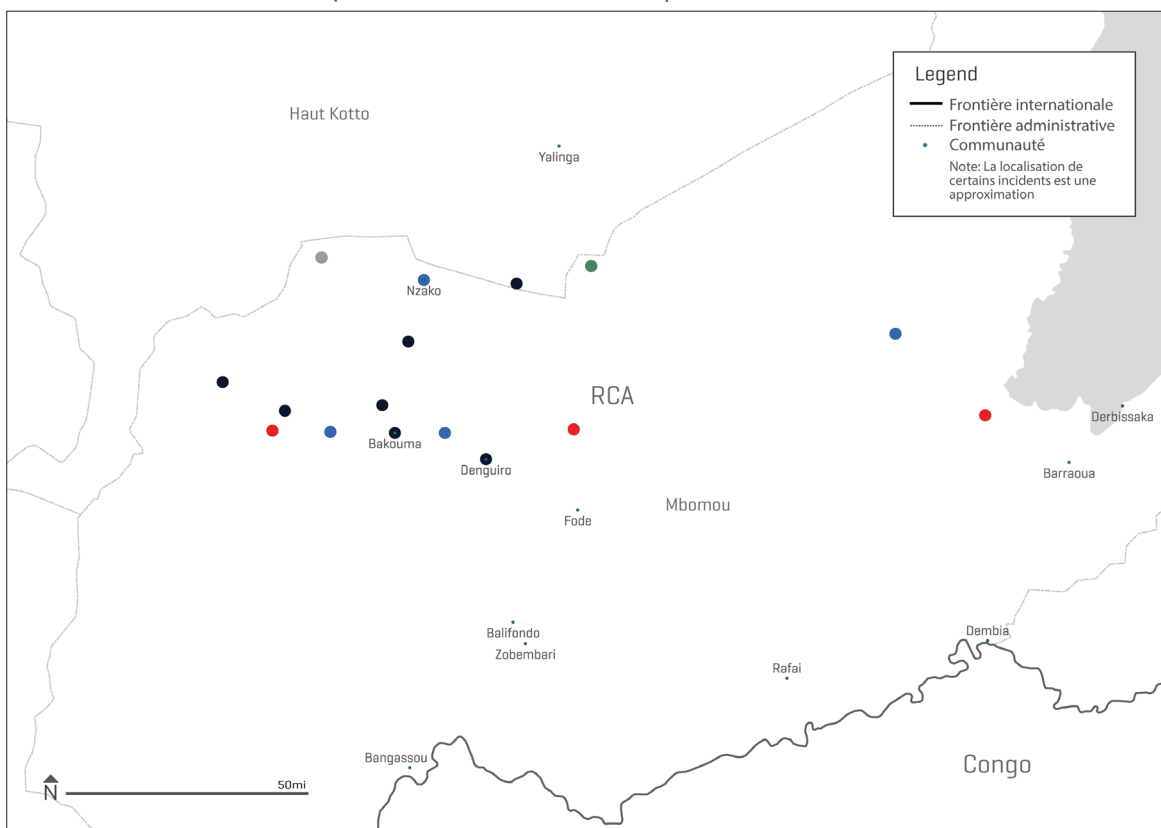 Legend
Frontière internationale
Frontière administrative
Communauté
Note: La localisation de
certains incidents est une
approximation
Haut Kotto
Yalinga
Nzako
RCA
Derbissaka
Bakouma
Denguiro
Barraoua
Mbomou
Fode
Balifondo
Zobembari
Dembia
Rafai
Bangassou
Congo
N
50mi